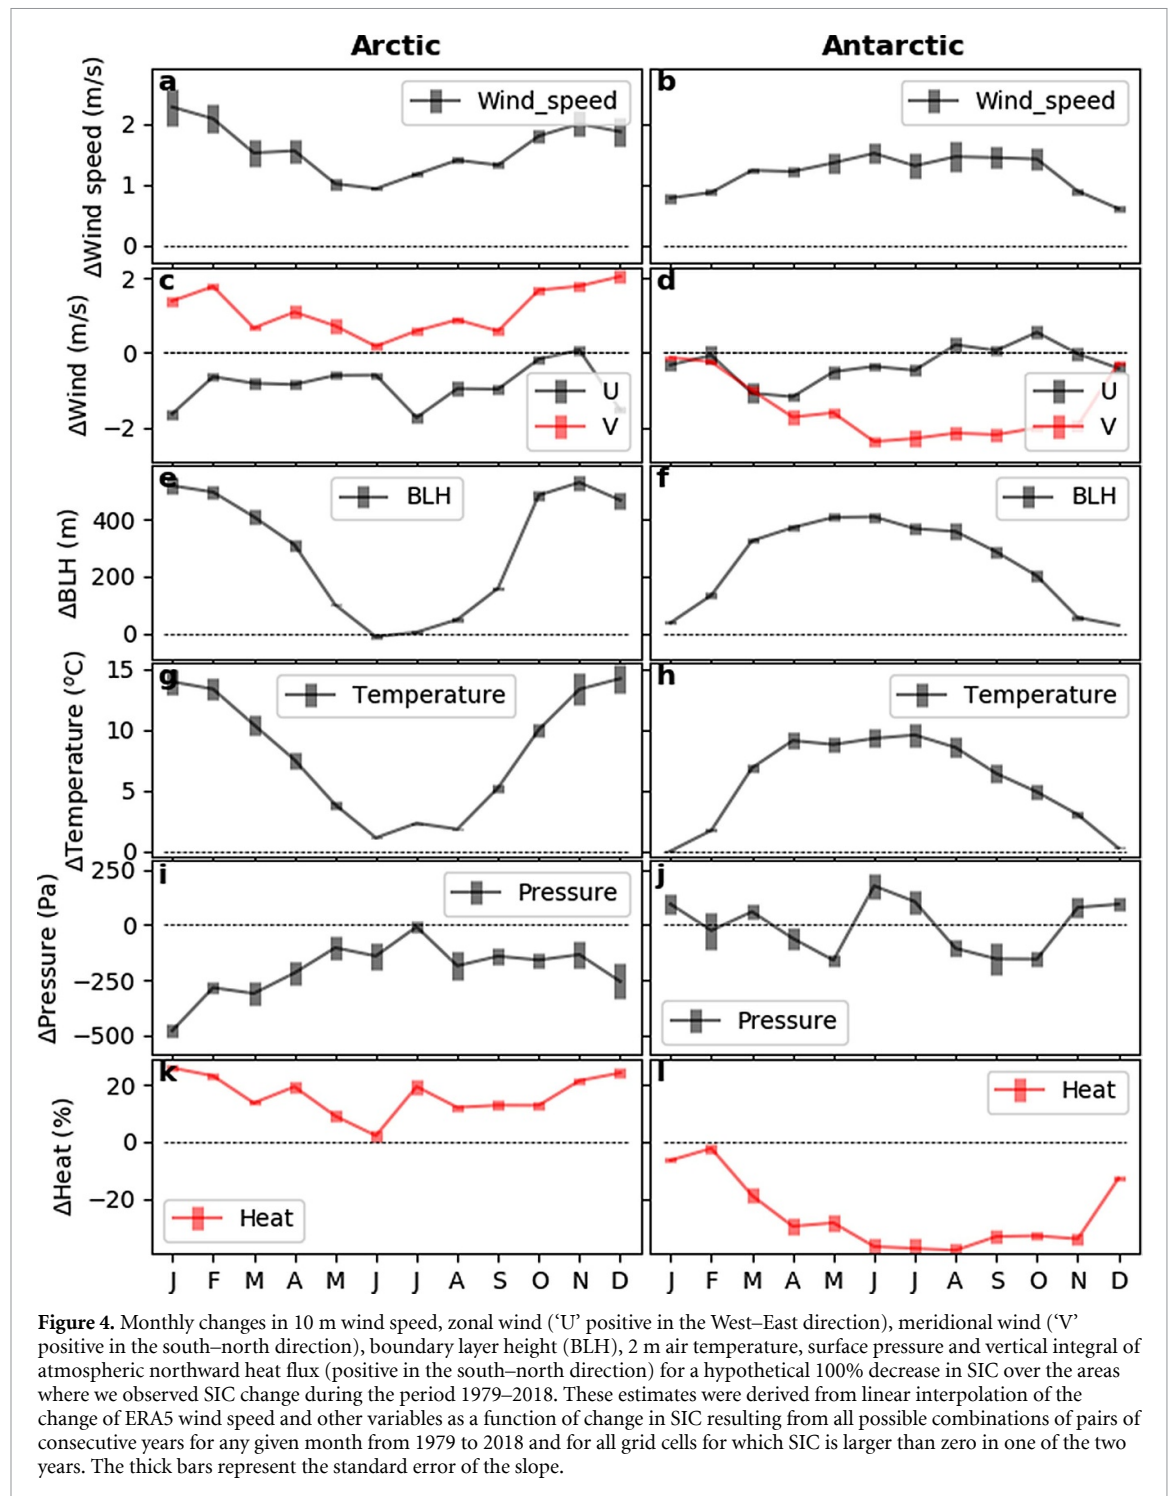 Arctic
Antarctic
a
Wind_speed
ΔWind speed (m/s)
2
1
0
b
Wind_speed
c
ΔWind (m/s)
2
0
−2
U
V
d
U
V
e
BLH
ΔBLH (m)
400
200
0
f
BLH
g
Temperature
ΔTemperature (⁰C)
15
10
5
0
h
Temperature
i
Pressure
ΔPressure (Pa)
250
0
−250
−500
j
Pressure
k
Heat
ΔHeat (%)
20
0
−20
l
Heat
J F M A M J J A S O N D
J F M A M J J A S O N D
Figure 4. Monthly changes in 10 m wind speed, zonal wind (‘U’ positive in the West–East direction), meridional wind (‘V’
positive in the south–north direction), boundary layer height (BLH), 2 m air temperature, surface pressure and vertical integral of
atmospheric northward heat flux (positive in the south–north direction) for a hypothetical 100% decrease in SIC over the areas
where we observed SIC change during the period 1979–2018. These estimates were derived from linear interpolation of the
change of ERA5 wind speed and other variables as a function of change in SIC resulting from all possible combinations of pairs of
consecutive years for any given month from 1979 to 2018 and for all grid cells for which SIC is larger than zero in one of the two
years. The thick bars represent the standard error of the slope.